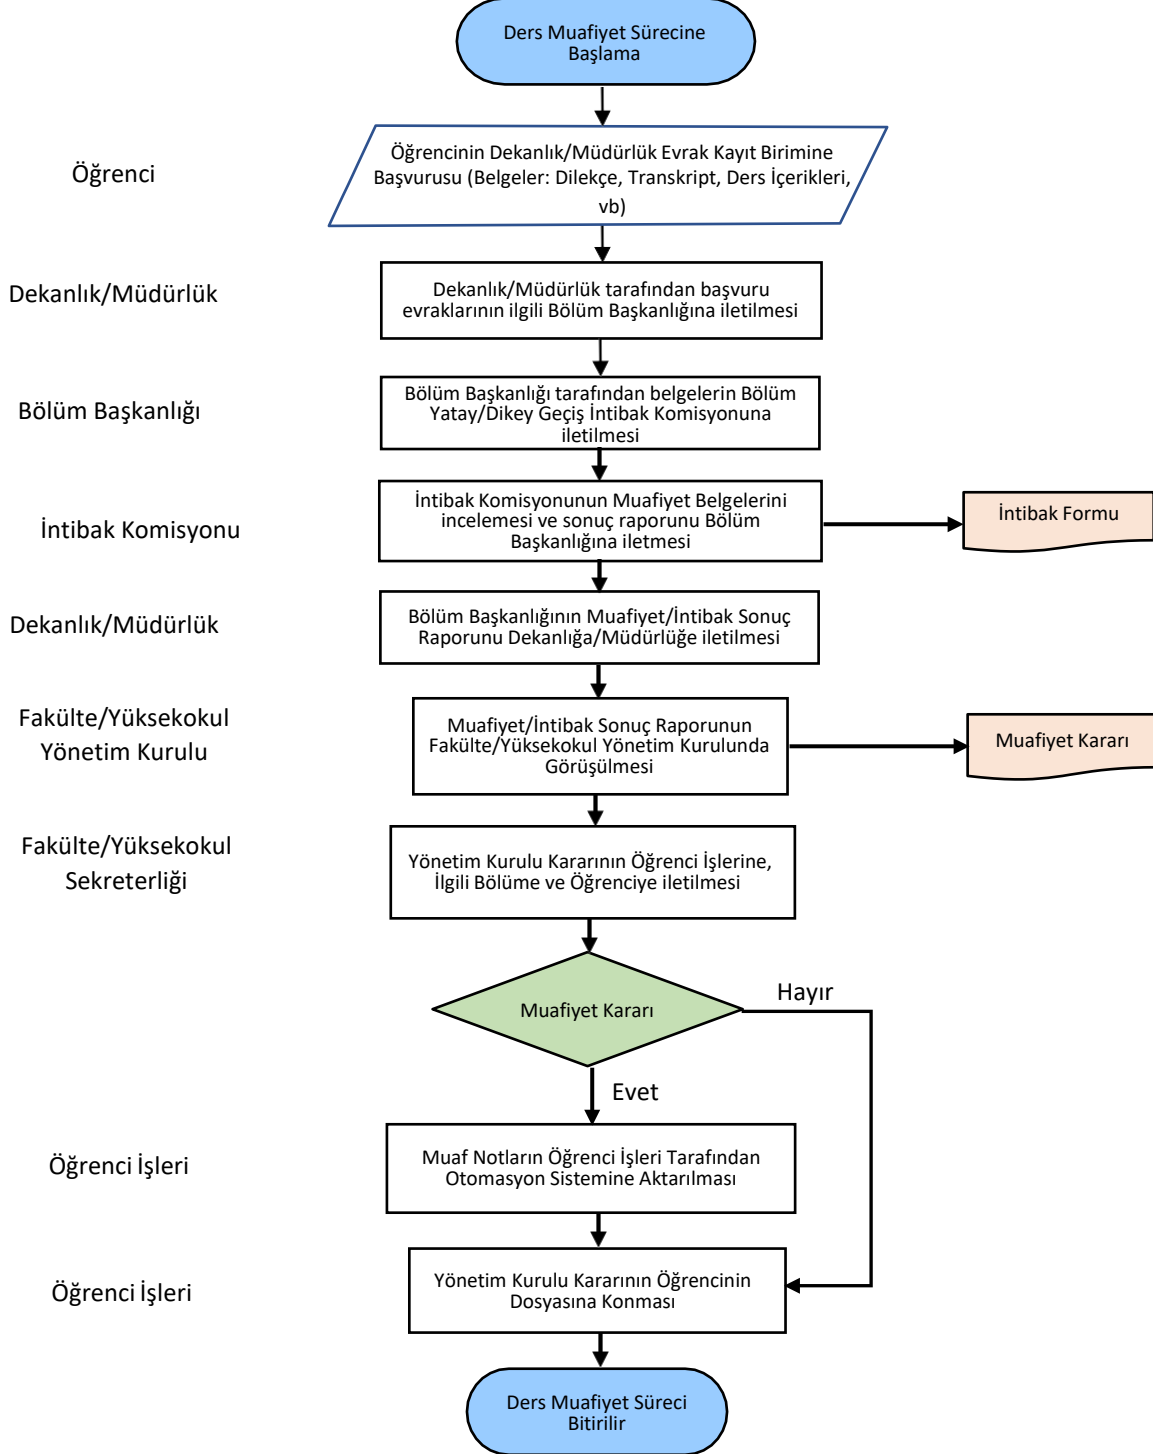 Ders Muafiyet Sürecine
Başlama
Öğrenci
Öğrencinin Dekanlık/Müdürlük Evrak Kayıt Birimine
Başvurusu (Belgeler: Dilekçe, Transkript, Ders İçerikleri,
vb)
Dekanlık/Müdürlük
Dekanlık/Müdürlük tarafından başvuru
evraklarının ilgili Bölüm Başkanlığına iletilmesi
Bölüm Başkanlığı
Bölüm Başkanlığı tarafından belgelerin Bölüm
Yatay/Dikey Geçiş İntibak Komisyonuna
iletilmesi
İntibak Komisyonu
İntibak Komisyonunun Muafiyet Belgelerini
incelemesi ve sonuç raporunu Bölüm
Başkanlığına iletmesi
İntibak Formu
Dekanlık/Müdürlük
Bölüm Başkanlığının Muafiyet/İntibak Sonuç
Raporunu Dekanlığa/Müdürlüğe iletilmesi
Fakülte/Yüksekokul
Yönetim Kurulu
Muafiyet/İntibak Sonuç Raporunun
Fakülte/Yüksekokul Yönetim Kurulunda
Görüşülmesi
Muafiyet Kararı
Fakülte/Yüksekokul
Sekreterliği
Yönetim Kurulu Kararının Öğrenci İşlerine,
İlgili Bölüme ve Öğrenciye iletilmesi
Muafiyet Kararı
Hayır
Evet
Öğrenci İşleri
Muaf Notların Öğrenci İşleri Tarafından
Otomasyon Sistemine Aktarılması
Öğrenci İşleri
Yönetim Kurulu Kararının Öğrencinin
Dosyasına Konması
Ders Muafiyet Süreci
Bitirilir